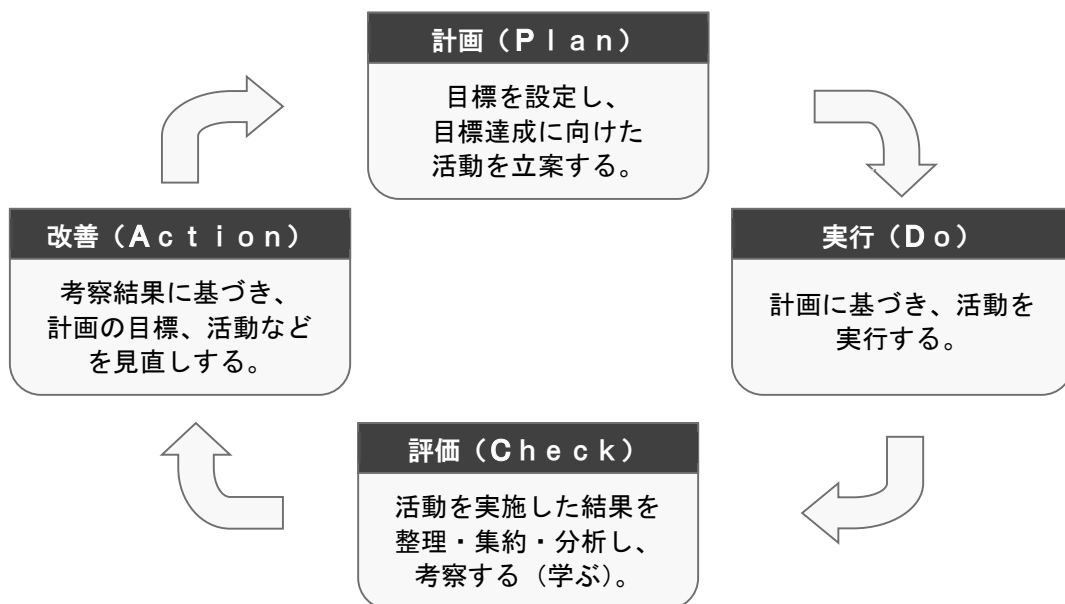 計画（Ｐｌａｎ）
目標を設定し、
目標達成に向けた
活動を立案する。
改善（Ａｃｔｉｏｎ）
考察結果に基づき、
計画の目標、活動など
を見直しする。
実行（Ｄｏ）
計画に基づき、活動を
実行する。
評価（Ｃｈｅｃｋ）
活動を実施した結果を
整理・集約・分析し、
考察する（学ぶ）。